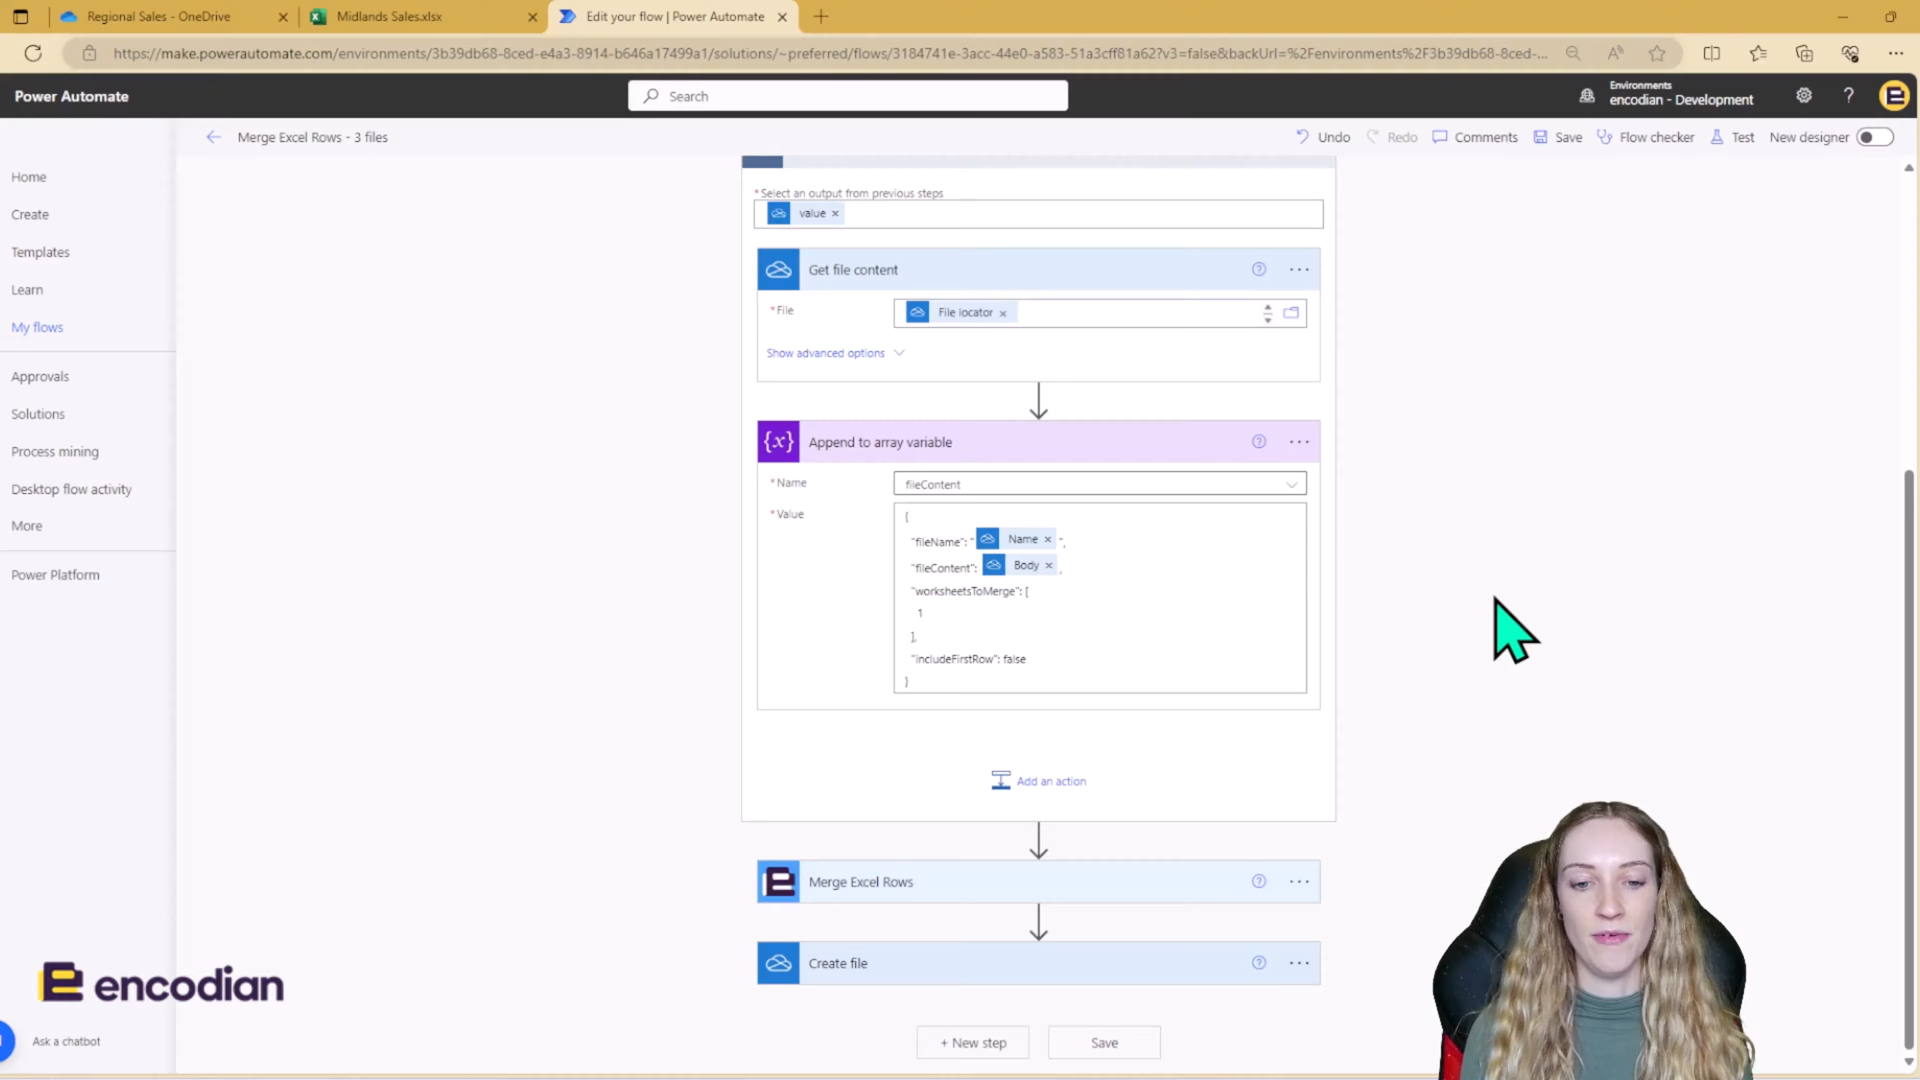 Regional Sales - OneDrive
Midlands Sales.xlsx
Edit your flow | Power Automate
https://make.powerautomate.com/environments/3b39db68-8ced-e4a3-8914-b646a17499a1/solutions/~preferred/flows/3184741e-3acc-44e0-a583-51a3cff81a62?v3=false&backUrl=%2Fenvironments%2F3b39db68-8ced-...
Power Automate
Search
Environments
encodian - Development
Merge Excel Rows - 3 files
Undo
Redo
Comments
Save
Flow checker
Test
New designer
Home
Create
Templates
Learn
My flows
Approvals
Solutions
Process mining
Desktop flow activity
More
Power Platform
Ask a chatbot
* Select an output from previous steps
value
Get file content
* File
File locator
Show advanced options
{x} Append to array variable
* Name
fileContent
* Value
{
"fileName": " Name ",
"fileContent": Body ,
"worksheetsToMerge": [
1
],
"includeFirstRow": false
}
Add an action
Merge Excel Rows
Create file
+ New step
Save
encodian